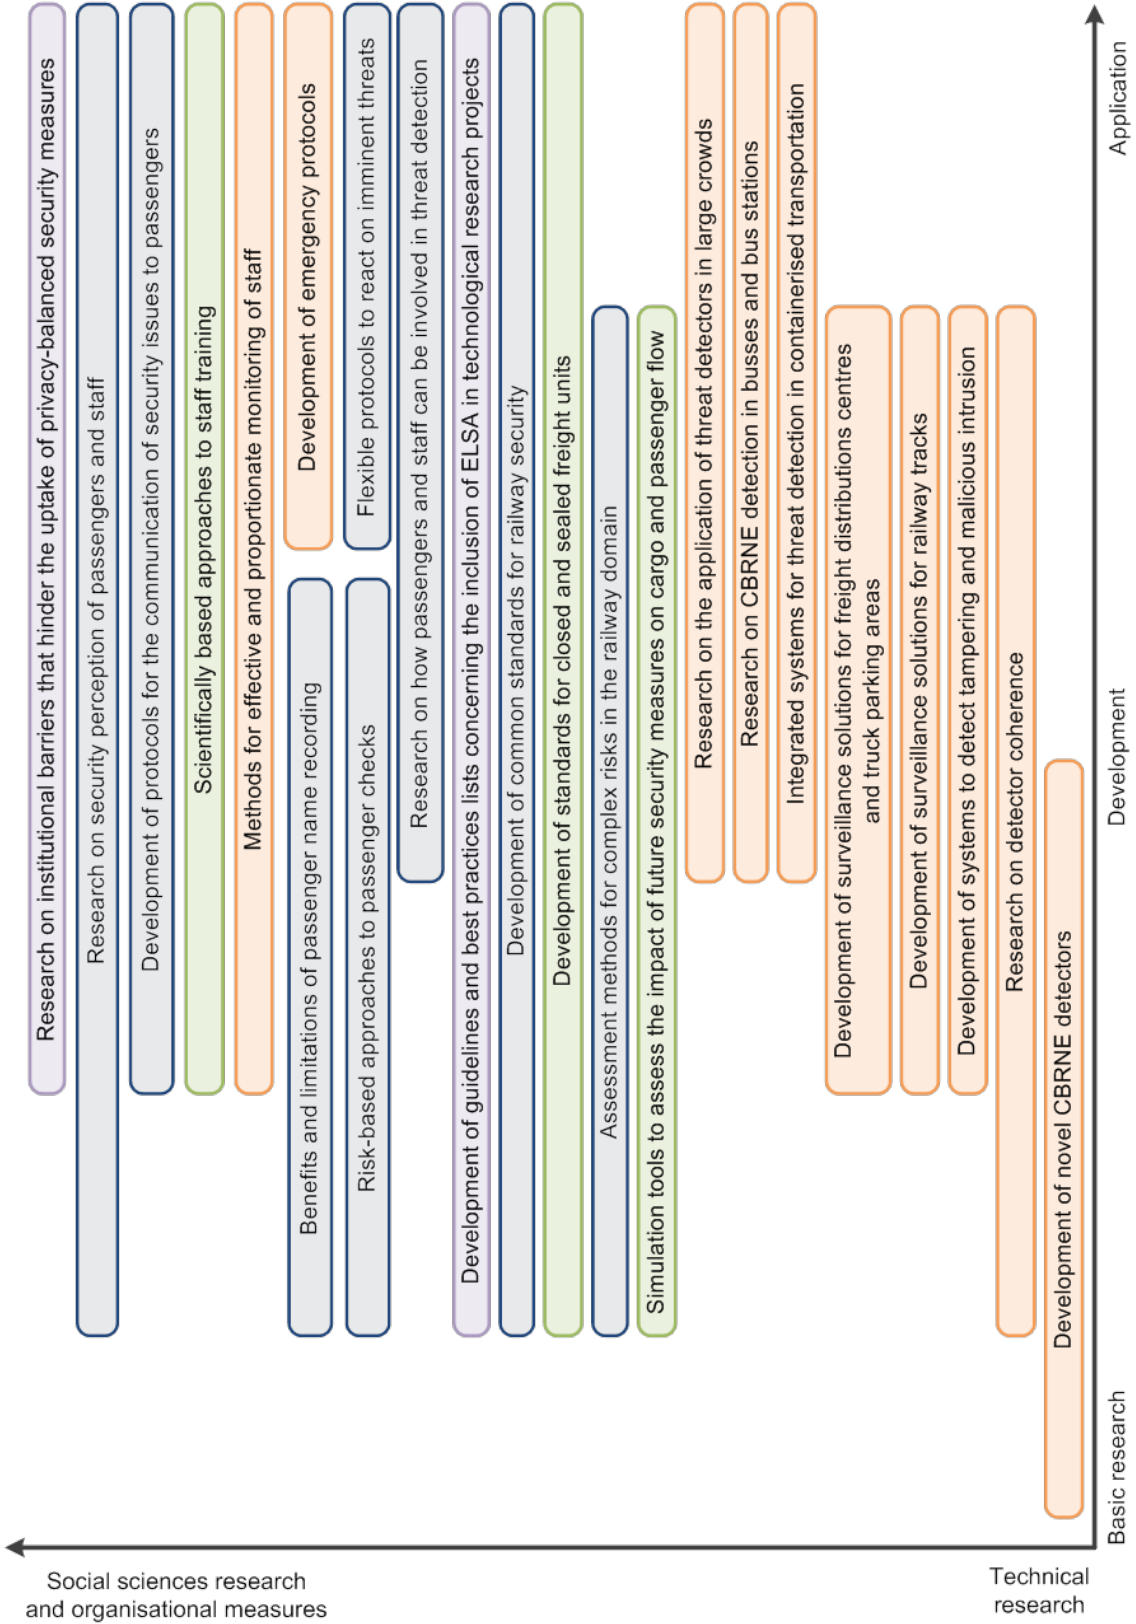 Research on institutional barriers that hinder the uptake of privacy-balanced security measures
Research on security perception of passengers and staff
Development of protocols for the communication of security issues to passengers
Scientifically based approaches to staff training
Methods for effective and proportionate monitoring of staff
Benefits and limitations of passenger name recording
Development of emergency protocols
Risk-based approaches to passenger checks
Flexible protocols to react on imminent threats
Research on how passengers and staff can be involved in threat detection
Development of guidelines and best practices lists concerning the inclusion of ELSA in technological research projects
Development of common standards for railway security
Development of standards for closed and sealed freight units
Assessment methods for complex risks in the railway domain
Simulation tools to assess the impact of future security measures on cargo and passenger flow
Research on the application of threat detectors in large crowds
Research on CBRNE detection in busses and bus stations
Integrated systems for threat detection in containerised transportation
Development of surveillance solutions for freight distributions centres
and truck parking areas
Development of surveillance solutions for railway tracks
Development of systems to detect tampering and malicious intrusion
Research on detector coherence
Development of novel CBRNE detectors
Basic research
Development
Application
Social sciences research
and organisational measures
Technical
research